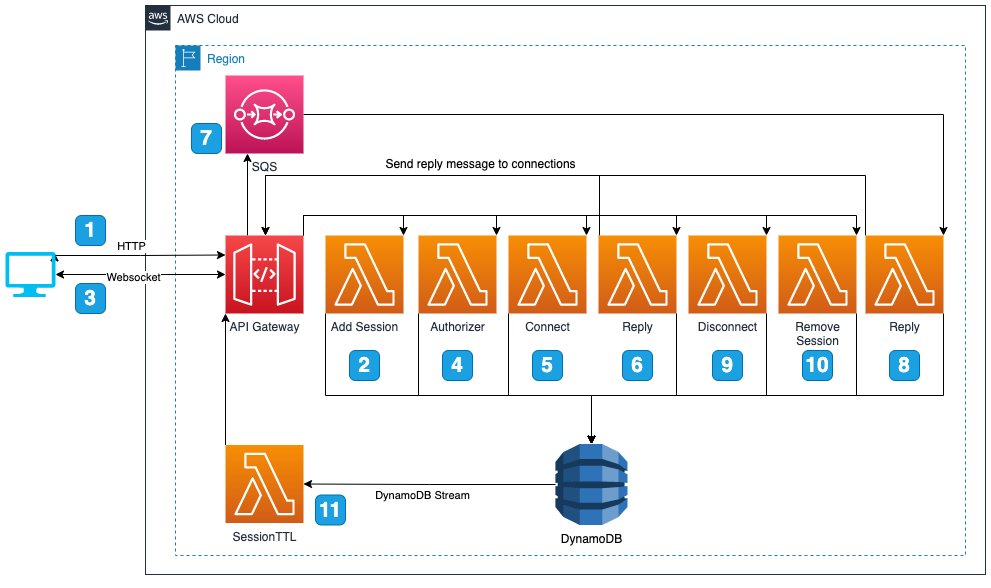 aws
AWS Cloud
Region
7
SQS
Send reply message to connections
1
HTTP
Websocket
3
</>
API Gateway
Add Session
Authorizer
Connect
Reply
Disconnect
Remove
Session
Reply
2
4
5
6
9
10
8
11
DynamoDB Stream
SessionTTL
DynamoDB